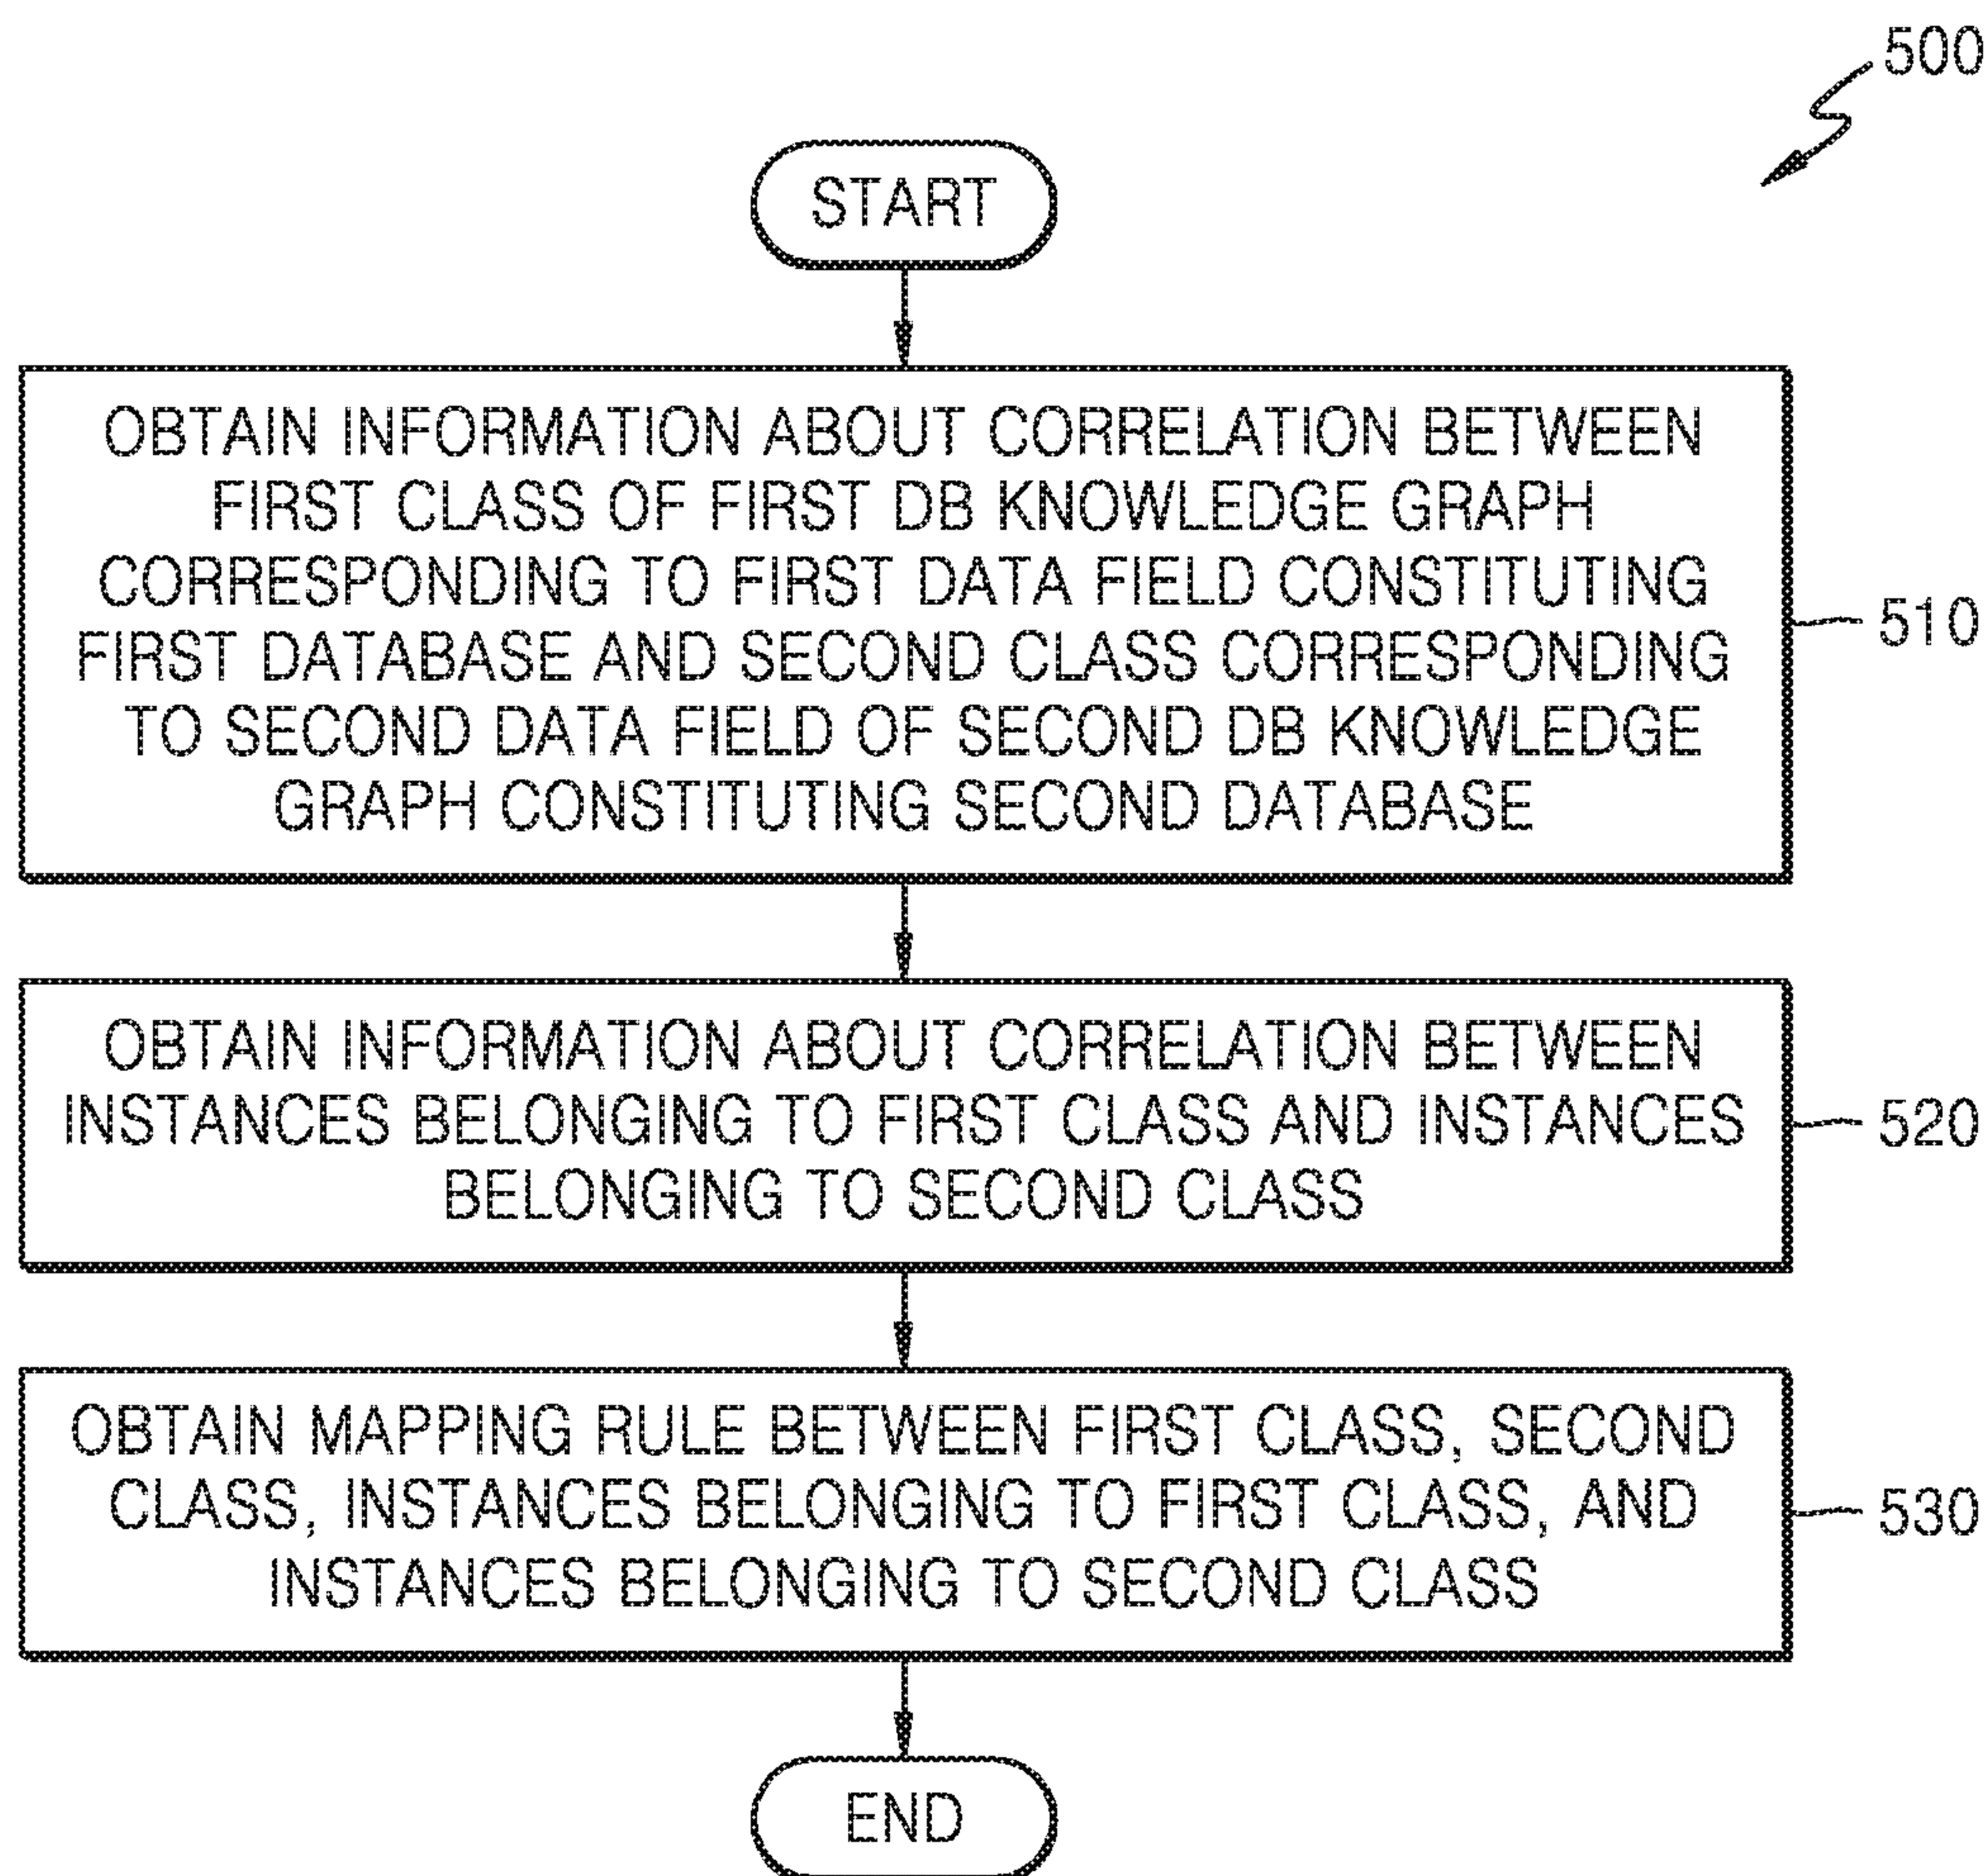 500
START
OBTAIN INFORMATION ABOUT CORRELATION BETWEEN
FIRST CLASS OF FIRST DB KNOWLEDGE GRAPH
CORRESPONDING TO FIRST DATA FIELD CONSTITUTING
FIRST DATABASE AND SECOND CLASS CORRESPONDING
TO SECOND DATA FIELD OF SECOND DB KNOWLEDGE
GRAPH CONSTITUTING SECOND DATABASE
510
OBTAIN INFORMATION ABOUT CORRELATION BETWEEN
INSTANCES BELONGING TO FIRST CLASS AND INSTANCES
BELONGING TO SECOND CLASS
520
OBTAIN MAPPING RULE BETWEEN FIRST CLASS, SECOND
CLASS, INSTANCES BELONGING TO FIRST CLASS, AND
INSTANCES BELONGING TO SECOND CLASS
530
END